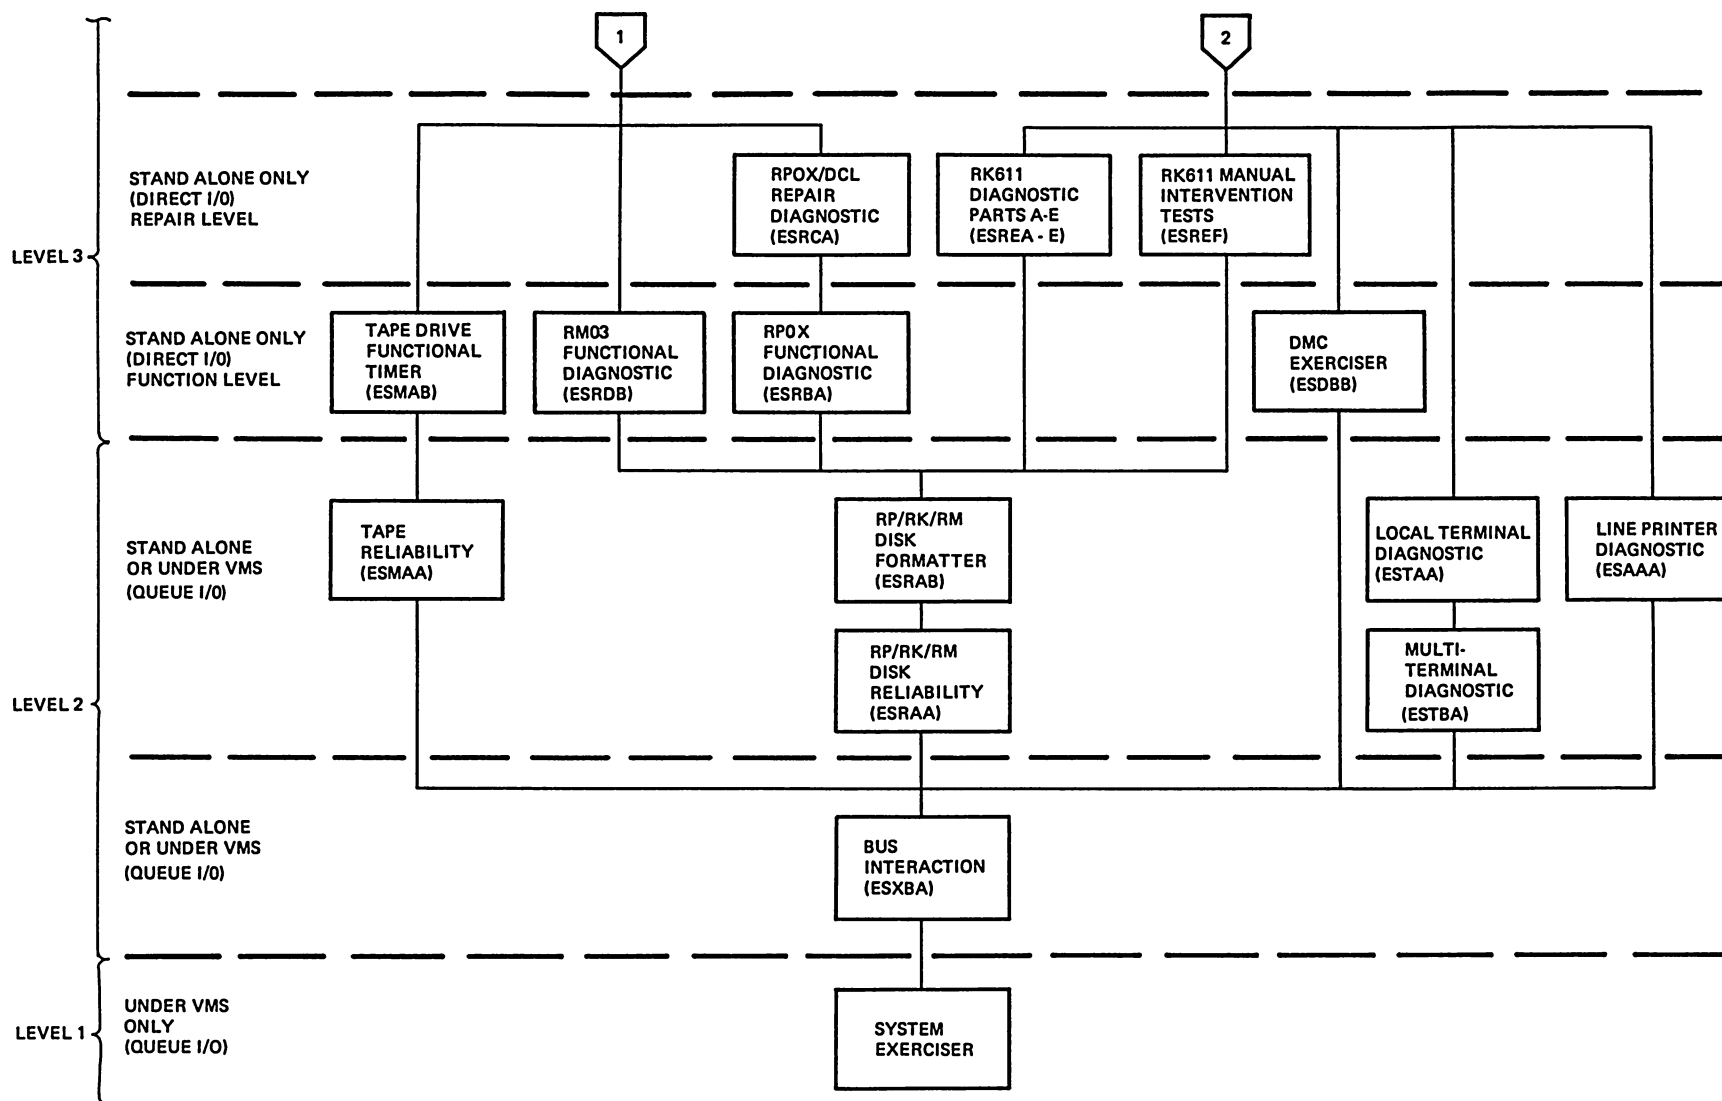 1
2
STAND ALONE ONLY
(DIRECT I/O)
REPAIR LEVEL
RPOX/DCL
REPAIR
DIAGNOSTIC
(ESRCA)
RK611
DIAGNOSTIC
PARTS A-E
(ESREA - E)
RK611 MANUAL
INTERVENTION
TESTS
(ESREF)
LEVEL 3
STAND ALONE ONLY
(DIRECT I/O)
FUNCTION LEVEL
TAPE DRIVE
FUNCTIONAL
TIMER
(ESMAB)
RM03
FUNCTIONAL
DIAGNOSTIC
(ESRDB)
RP0X
FUNCTIONAL
DIAGNOSTIC
(ESRBA)
DMC
EXERCISER
(ESDBB)
STAND ALONE
OR UNDER VMS
(QUEUE I/O)
TAPE
RELIABILITY
(ESMAA)
RP/RK/RM
DISK
FORMATTER
(ESRAB)
LOCAL TERMINAL
DIAGNOSTIC
(ESTAA)
LINE PRINTER
DIAGNOSTIC
(ESAAA)
RP/RK/RM
DISK
RELIABILITY
(ESRAA)
MULTI-
TERMINAL
DIAGNOSTIC
(ESTBA)
LEVEL 2
STAND ALONE
OR UNDER VMS
(QUEUE I/O)
BUS
INTERACTION
(ESXBA)
UNDER VMS
ONLY
(QUEUE I/O)
LEVEL 1
SYSTEM
EXERCISER